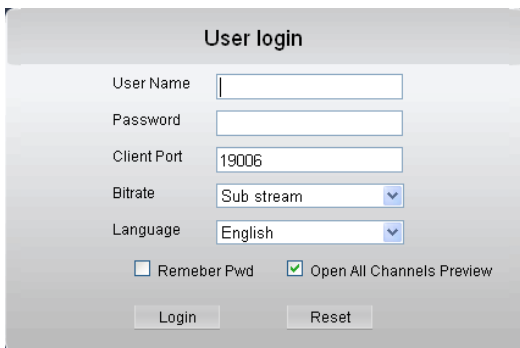 User login
User Name
Password
Client Port 19006
Bitrate Sub stream
Language English
Remeber Pwd Open All Channels Preview
Login Reset